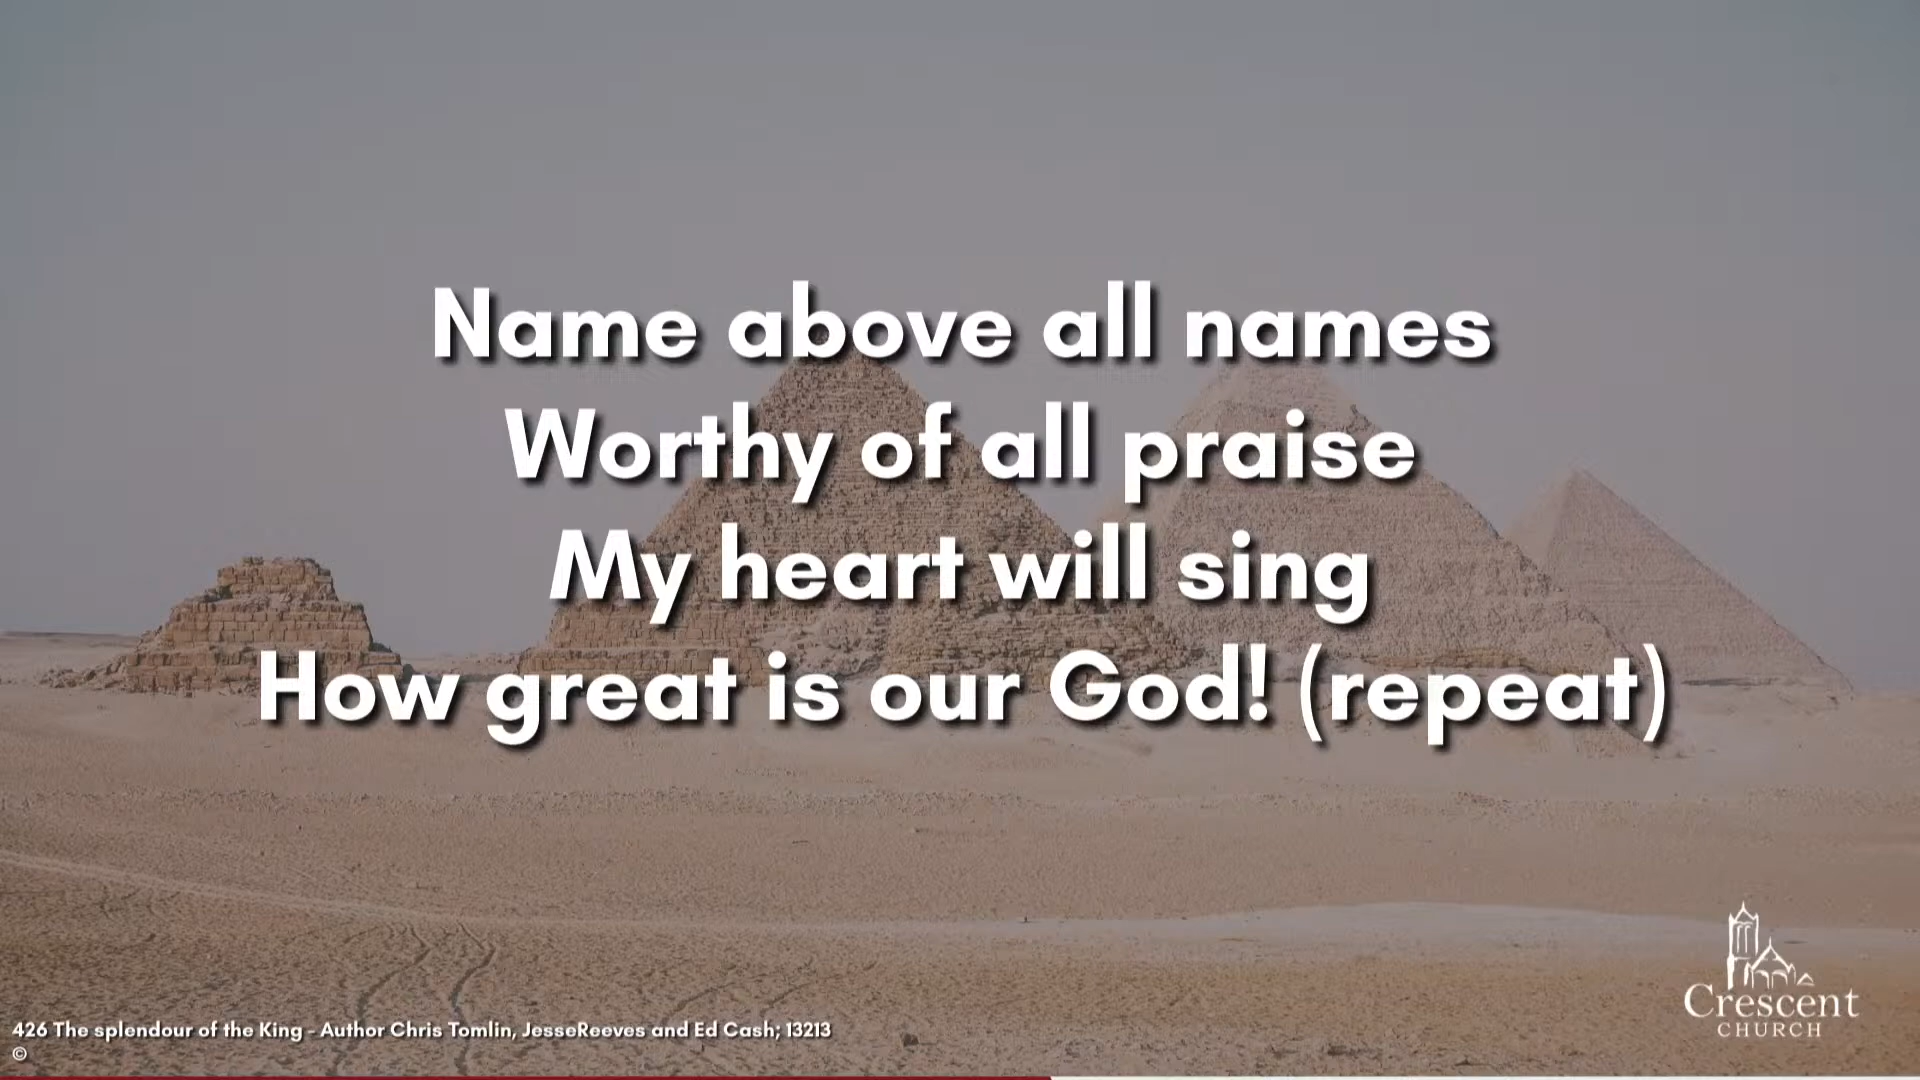 Name above all names
Worthy of all praise
My heart will sing
How great is our God! (repeat)
426 The splendour of the King - Author Chris Tomlin, JesseReeves and Ed Cash; 13213
©
Crescent
CHURCH